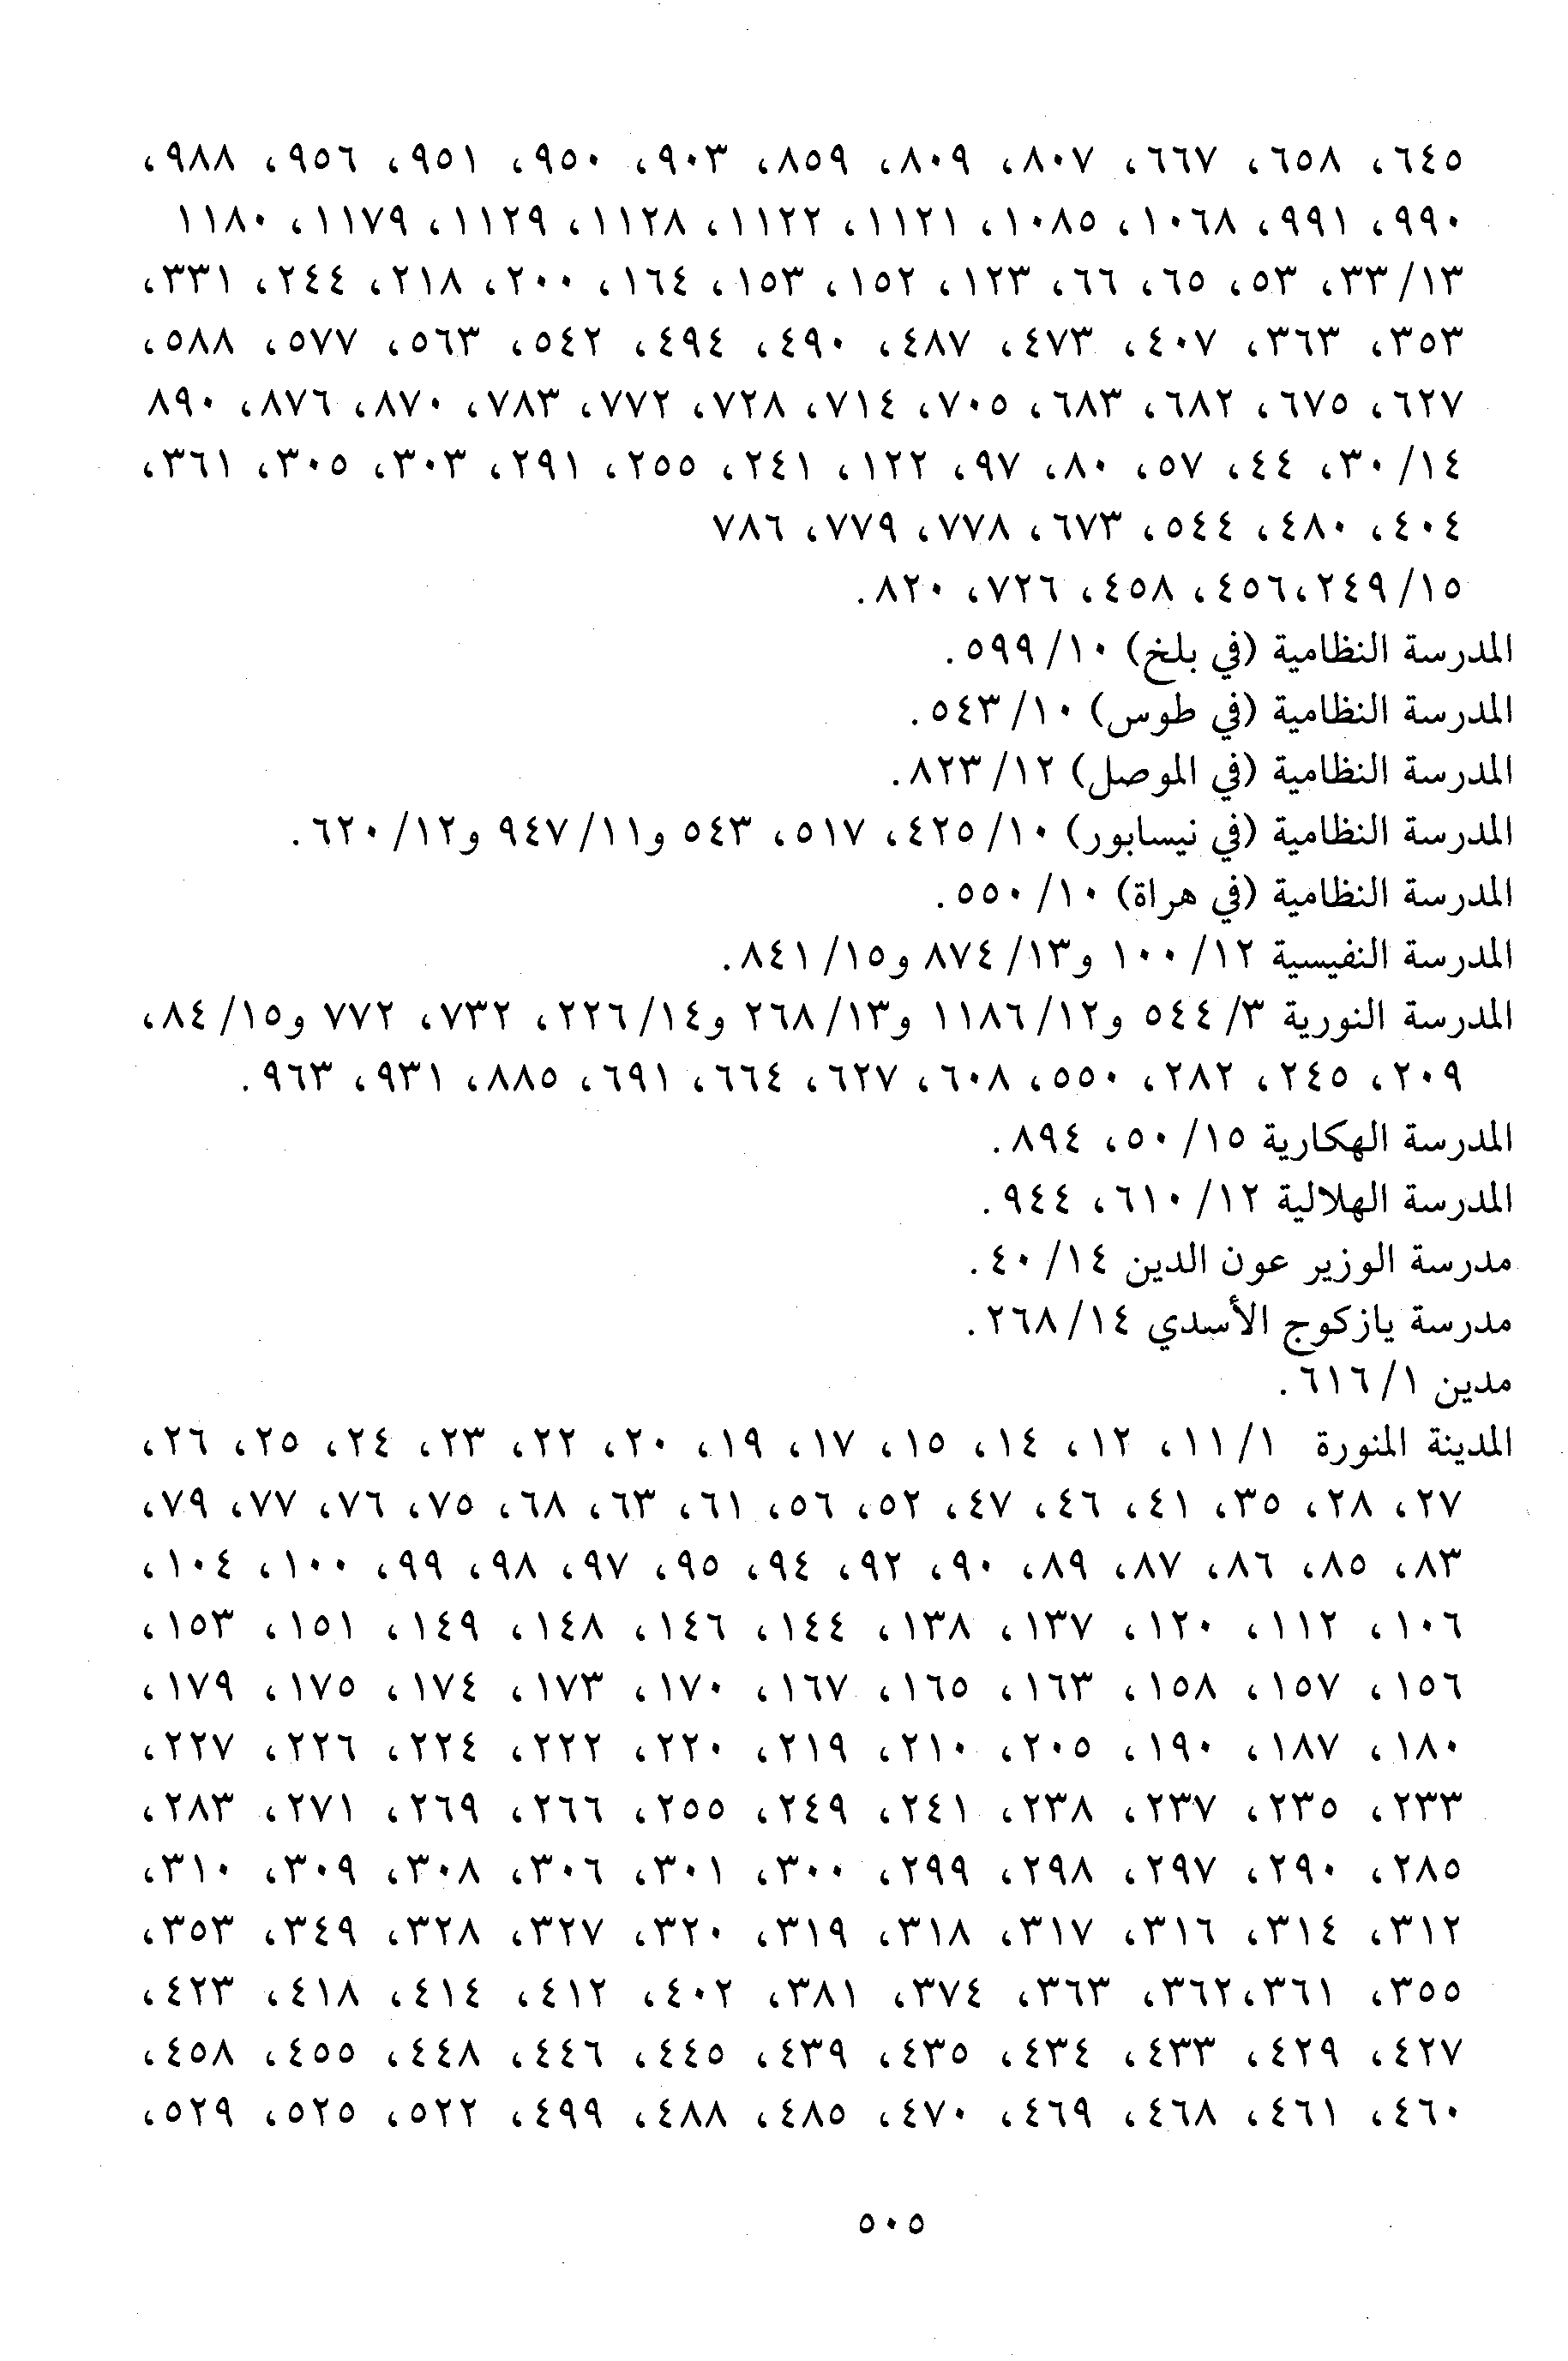 ٦٤٥، ٦٥٨، ٦٦٧، ٨٠٧، ٨٠٩، ٨٥٩، ٩٠٣، ٩٥٠، ٩٥١، ٩٥٦، ٩٨٨،
٩٩٠، ٩٩١، ١٠٦٨، ١٠٨٥، ١١٢١، ١١٢٢، ١١٢٨، ١١٢٩، ١١٧٩، ١١٨٠
١٣/ ٣٣، ٥٣، ٦٥، ٦٦، ١٢٣، ١٥٢، ١٥٣، ١٦٤، ٢٠٠، ٢١٨، ٢٤٤، ٣٣١،
٣٥٣، ٣٦٣، ٤٠٧، ٤٧٣، ٤٨٧، ٤٩٠، ٤٩٤، ٥٤٢، ٥٦٣، ٥٧٧، ٥٨٨،
٦٢٧، ٦٧٥، ٦٨٢، ٦٨٣، ٧٠٥، ٧١٤، ٧٢٨، ٧٧٢، ٧٨٣، ٨٧٠، ٨٧٦، ٨٩٠
١٤/ ٣٠، ٤٤، ٥٧، ٨٠، ٩٧، ١٢٢، ٢٤١، ٢٥٥، ٢٩١، ٣٠٣، ٣٠٥، ٣٦١،
٤٠٤، ٤٨٠، ٥٤٤، ٦٧٣، ٧٧٨، ٧٧٩، ٧٨٦
١٥/ ٢٤٩،٤٥٦، ٤٥٨، ٧٢٦، ٨٢٠.
المدرسة النظامية (في بلخ) ١٠/ ٥٩٩.
المدرسة النظامية (في طوس) ١٠/ ٥٤٣.
المدرسة النظامية (في الموصل) ١٢/ ٨٢٣.
المدرسة النظامية (في نيسابور) ١٠/ ٤٢٥، ٥١٧، ٥٤٣ و١١/ ٩٤٧ و١٢/ ٦٢٠.
المدرسة النظامية (في هراة) ١٠/ ٥٥٠.
المدرسة النفيسية ١٢/ ١٠٠ و١٣/ ٨٧٤ و١٥/ ٨٤١.
المدرسة النورية ٣/ ٥٤٤ و١٢/ ١١٨٦ و١٣/ ٢٦٨ و١٤/ ٢٢٦، ٧٣٢، ٧٧٢ و١٥/ ٨٤،
٢٠٩، ٢٤٥، ٢٨٢، ٥٥٠، ٦٠٨، ٦٢٧، ٦٦٤، ٦٩١، ٨٨٥، ٩٣١، ٩٦٣.
المدرسة الهكارية ١٥/ ٥٠، ٨٩٤.
المدرسة الهلالية ١٢/ ٦١٠، ٩٤٤.
مدرسة الوزير عون الدين ١٤/ ٤٠.
مدرسة يازكوج الأسدي ١٤/ ٢٦٨.
مدين ١/ ٦١٦.
المدينة المنورة ١/ ١١، ١٢، ١٤، ١٥، ١٧، ١٩، ٢٠، ٢٢، ٢٣، ٢٤، ٢٥، ٢٦،
٢٧، ٢٨، ٣٥، ٤١، ٤٦، ٤٧، ٥٢، ٥٦، ٦١، ٦٣، ٦٨، ٧٥، ٧٦، ٧٧، ٧٩،
٨٣، ٨٥، ٨٦، ٨٧، ٨٩، ٩٠، ٩٢، ٩٤، ٩٥، ٩٧، ٩٨، ٩٩، ١٠٠، ١٠٤،
١٠٦، ١١٢، ١٢٠، ١٣٧، ١٣٨، ١٤٤، ١٤٦، ١٤٨، ١٤٩، ١٥١، ١٥٣،
١٥٦، ١٥٧، ١٥٨، ١٦٣، ١٦٥، ١٦٧، ١٧٠، ١٧٣، ١٧٤، ١٧٥، ١٧٩،
١٨٠، ١٨٧، ١٩٠، ٢٠٥، ٢١٠، ٢١٩، ٢٢٠، ٢٢٢، ٢٢٤، ٢٢٦، ٢٢٧،
٢٣٣، ٢٣٥، ٢٣٧، ٢٣٨، ٢٤١، ٢٤٩، ٢٥٥، ٢٦٦، ٢٦٩، ٢٧١، ٢٨٣،
٢٨٥، ٢٩٠، ٢٩٧، ٢٩٨، ٢٩٩، ٣٠٠، ٣٠١، ٣٠٦، ٣٠٨، ٣٠٩، ٣١٠،
٣١٢، ٣١٤، ٣١٦، ٣١٧، ٣١٨، ٣١٩، ٣٢٠، ٣٢٧، ٣٢٨، ٣٤٩، ٣٥٣،
٣٥٥، ٣٦١،٣٦٢، ٣٦٣، ٣٧٤، ٣٨١، ٤٠٢، ٤١٢، ٤١٤، ٤١٨، ٤٢٣،
٤٢٧، ٤٢٩، ٤٣٣، ٤٣٤، ٤٣٥، ٤٣٩، ٤٤٥، ٤٤٦، ٤٤٨، ٤٥٥، ٤٥٨،
٤٦٠، ٤٦١، ٤٦٨، ٤٦٩، ٤٧٠، ٤٨٥، ٤٨٨، ٤٩٩، ٥٢٢، ٥٢٥، ٥٢٩،
٥٠٥